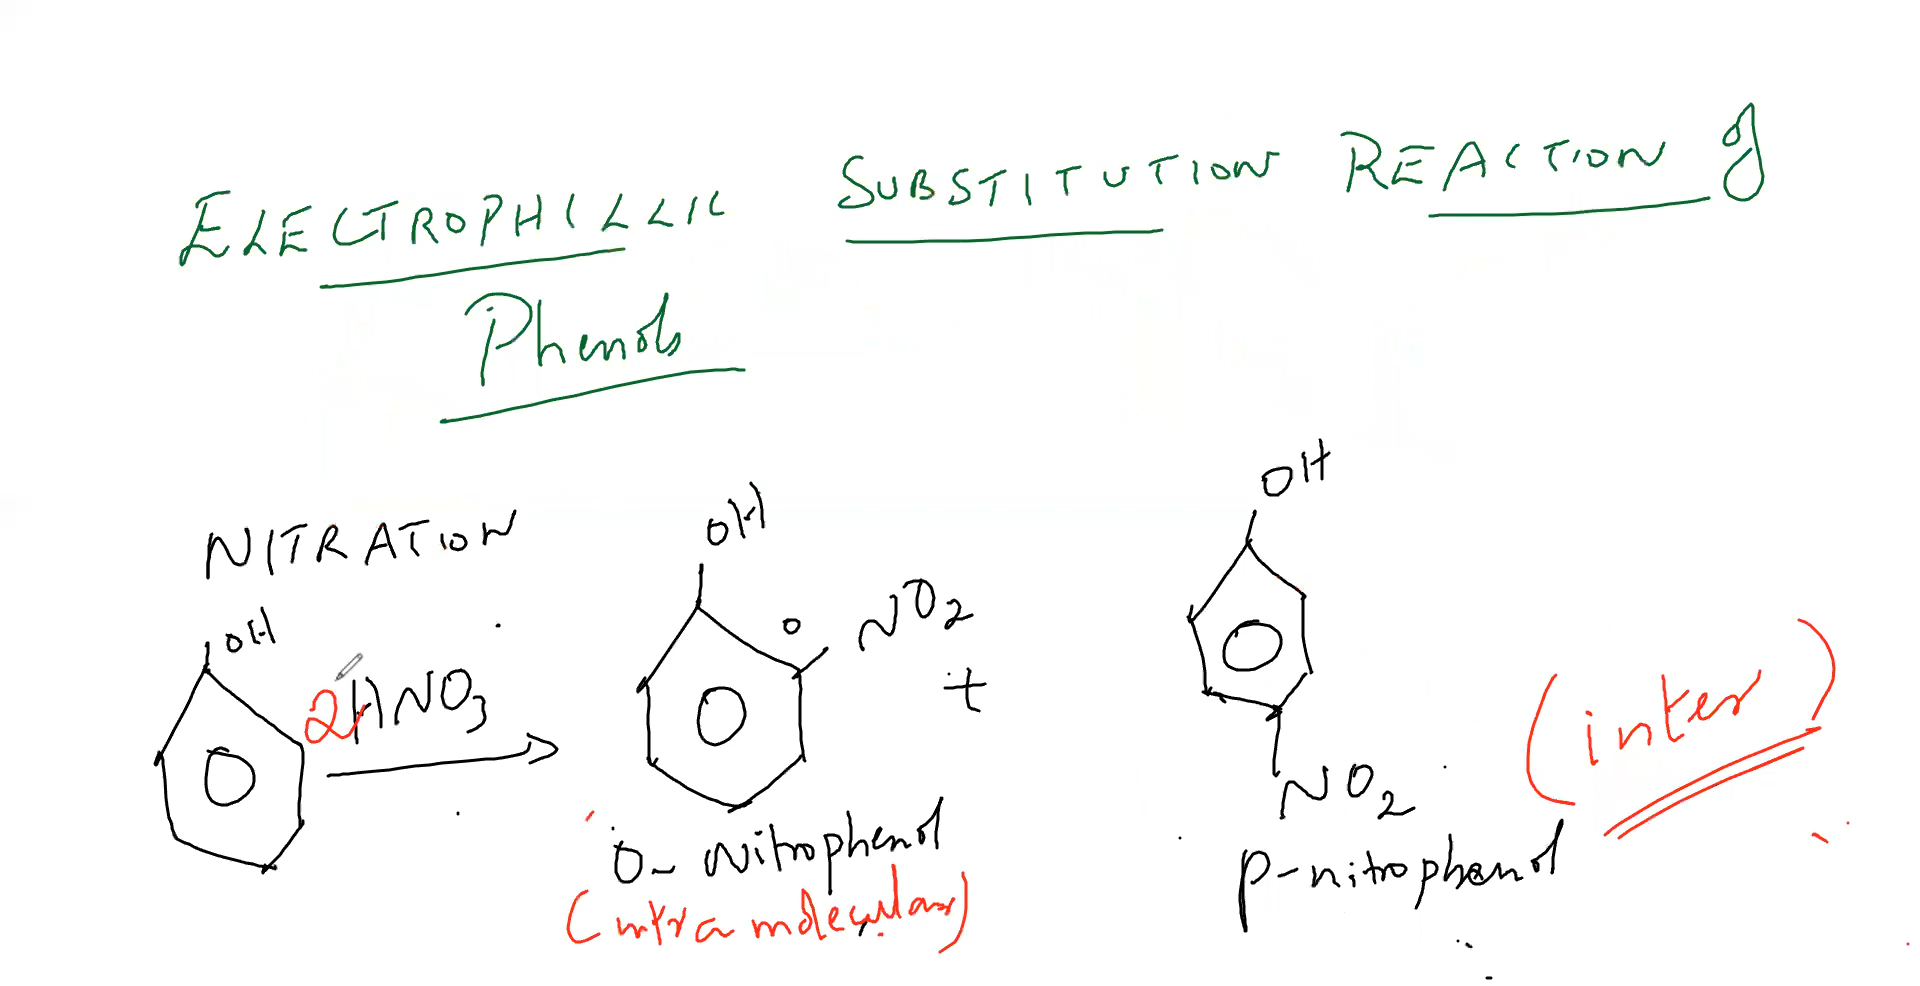 ELECTROPHILLIC SUBSTITUTION REACTION of
Phenols
NITRATION
OH
2HNO3
OH
NO2
+
OH
NO2
o-Nitrophenol
(intra molecular)
p-nitrophenol
(inter)